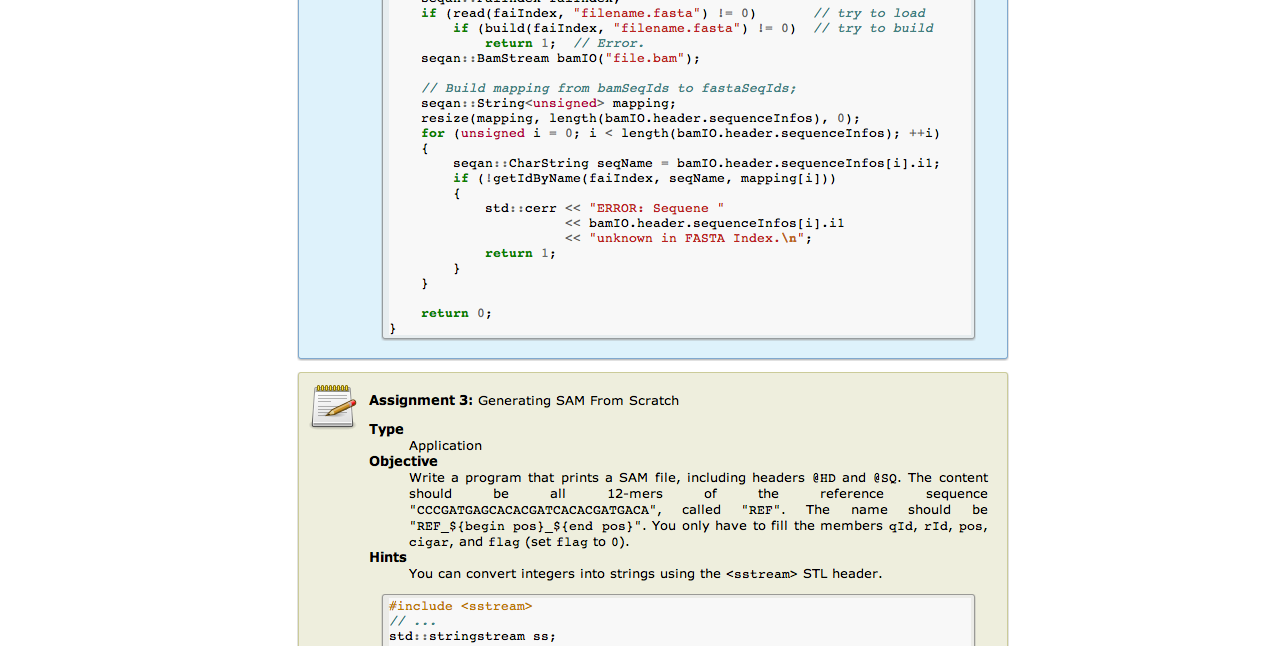 if (read(faiIndex, "filename.fasta") != 0)       // try to load
if (build(faiIndex, "filename.fasta") != 0)  // try to build
return 1;  // Error.
seqan::BamStream bamIO("file.bam");
// Build mapping from bamSeqIds to fastaSeqIds;
seqan::String<unsigned> mapping;
resize(mapping, length(bamIO.header.sequenceInfos), 0);
for (unsigned i = 0; i < length(bamIO.header.sequenceInfos); ++i)
{
seqan::CharString seqName = bamIO.header.sequenceInfos[i].i1;
if (!getIdByName(faiIndex, seqName, mapping[i]))
{
std::cerr << "ERROR: Sequene "
<< bamIO.header.sequenceInfos[i].i1
<< "unknown in FASTA Index.\n";
return 1;
}
}
return 0;
}
Assignment 3: Generating SAM From Scratch
Type
Application
Objective
Write a program that prints a SAM file, including headers @HD and @SQ. The content
should be all 12-mers of the reference sequence
"CCCGATGAGCACACGATCACACGATGACA", called "REF". The name should be
"REF_${begin pos}_${end pos}". You only have to fill the members qId, rId, pos,
cigar, and flag (set flag to 0).
Hints
You can convert integers into strings using the <sstream> STL header.
#include <sstream>
// ...
std::stringstream ss;